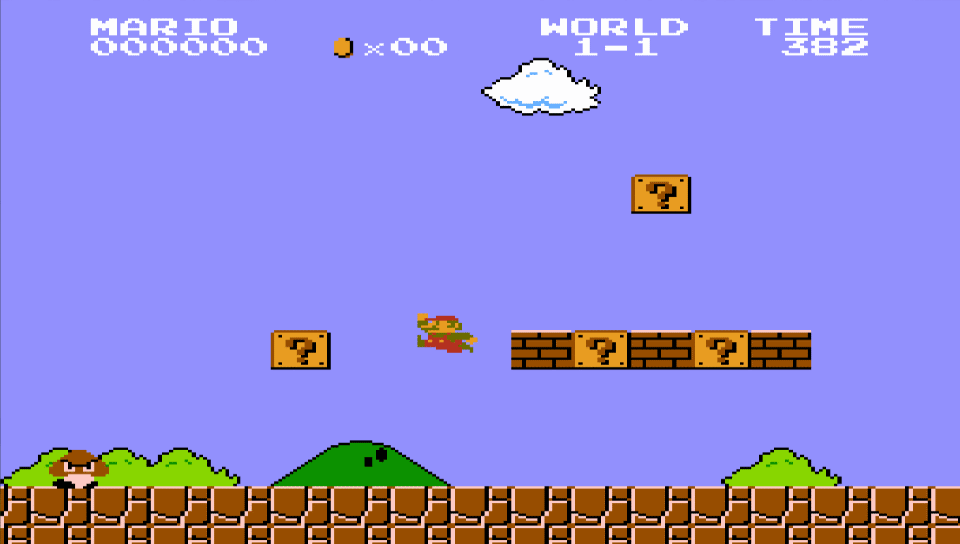 MARIO WORLD TIME
000000 ×00 1-1 382
?
? ? ?